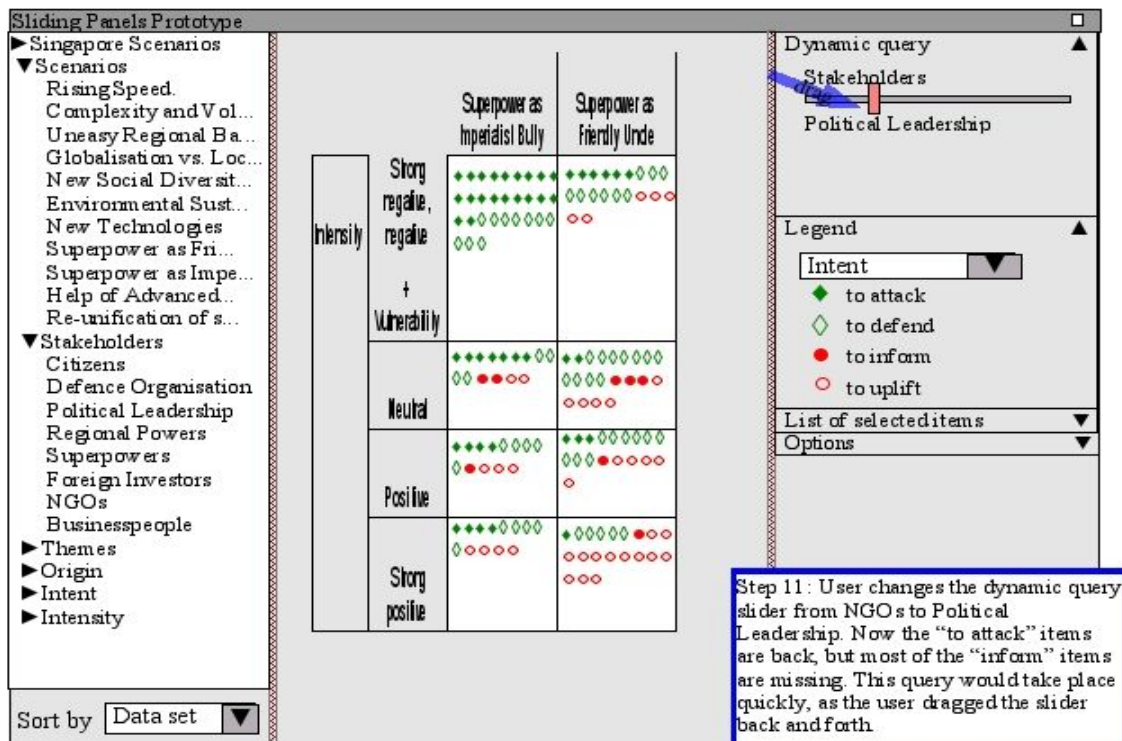 Sliding Panels Prototype
▶Singapore Scenarios
▼Scenarios
RisingSpeed.
Complexity and Vol...
Uneasy Regional Ba...
Globalisation vs. Loc...
New Social Diversit...
Environmental Sust...
New Technologies
Superpower as Fri...
Superpower as Impe...
Help of Advanced...
Re-unification of s...
▼Stakeholders
Citizens
Defence Organisation
Political Leadership
Regional Powers
Superpowers
Foreign Investors
NGOs
Businesspeople
▶Themes
▶Origin
▶Intent
▶Intensity
Sort by Data set
Superpower as
Imperialist Bully
Superpower as
Friendly Uncle
Intensity
Strong
negative,
negative
+
Vulnerability
Neutral
Positive
Strong
positive
Dynamic query
Stakeholders
drag
Political Leadership
Legend
Intent
to attack
to defend
to inform
to uplift
List of selected items
Options
Step 11: User changes the dynamic query
slider from NGOs to Political
Leadership. Now the “to attack” items
are back, but most of the “inform” items
are missing. This query would take place
quickly, as the user dragged the slider
back and forth.